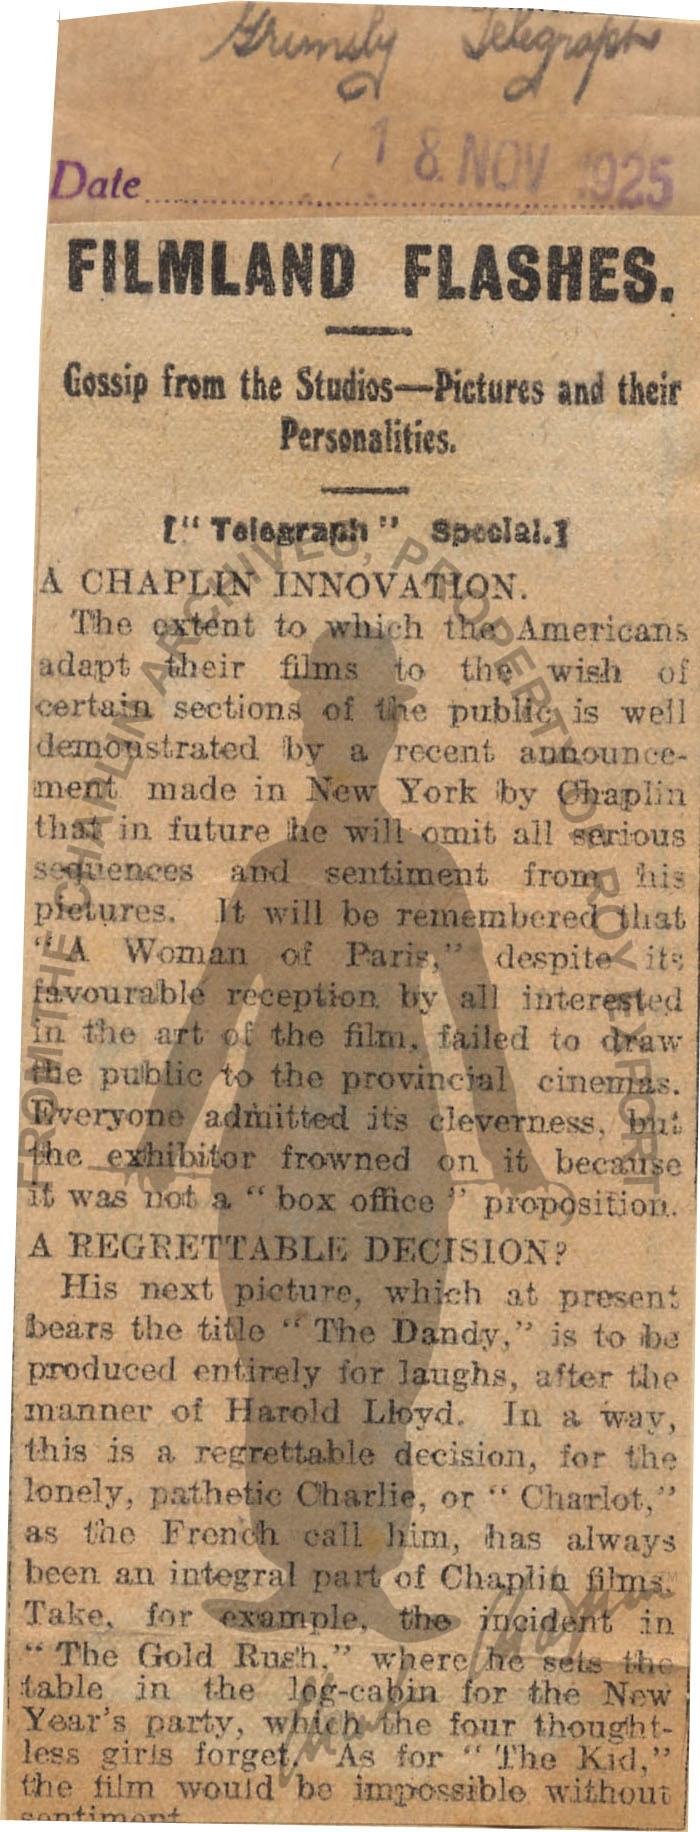 Grimsby Telegraph
Date 18 NOV 1925
FILMLAND FLASHES.
Gossip from the Studios—Pictures and their
Personalities.
["Telegraph" Special.]
A CHAPLIN INNOVATION.
The extent to which the Americans
adapt their films to the wish of
certain sections of the public is well
demonstrated by a recent announce-
ment made in New York by Chaplin
that in future he will omit all serious
sequences and sentiment from his
pictures. It will be remembered that
"A Woman of Paris," despite its
favourable reception by all interested
in the art of the film, failed to draw
the public to the provincial cinemas.
Everyone admitted its cleverness, but
the exhibitor frowned on it because
it was not a "box office" proposition.
A REGRETTABLE DECISION?
His next picture, which at present
bears the title "The Dandy," is to be
produced entirely for laughs, after the
manner of Harold Lloyd. In a way,
this is a regrettable decision, for the
lonely, pathetic Charlie, or "Charlot,"
as the French call him, has always
been an integral part of Chaplin films.
Take, for example, the incident in
"The Gold Rush," where he sets the
table in the log-cabin for the New
Year's party, which the four thought-
less girls forget. As for "The Kid,"
the film would be impossible without
sentiment
FROM THE CHAPLIN ARCHIVES, PROPERTY OF ROY EXPORT